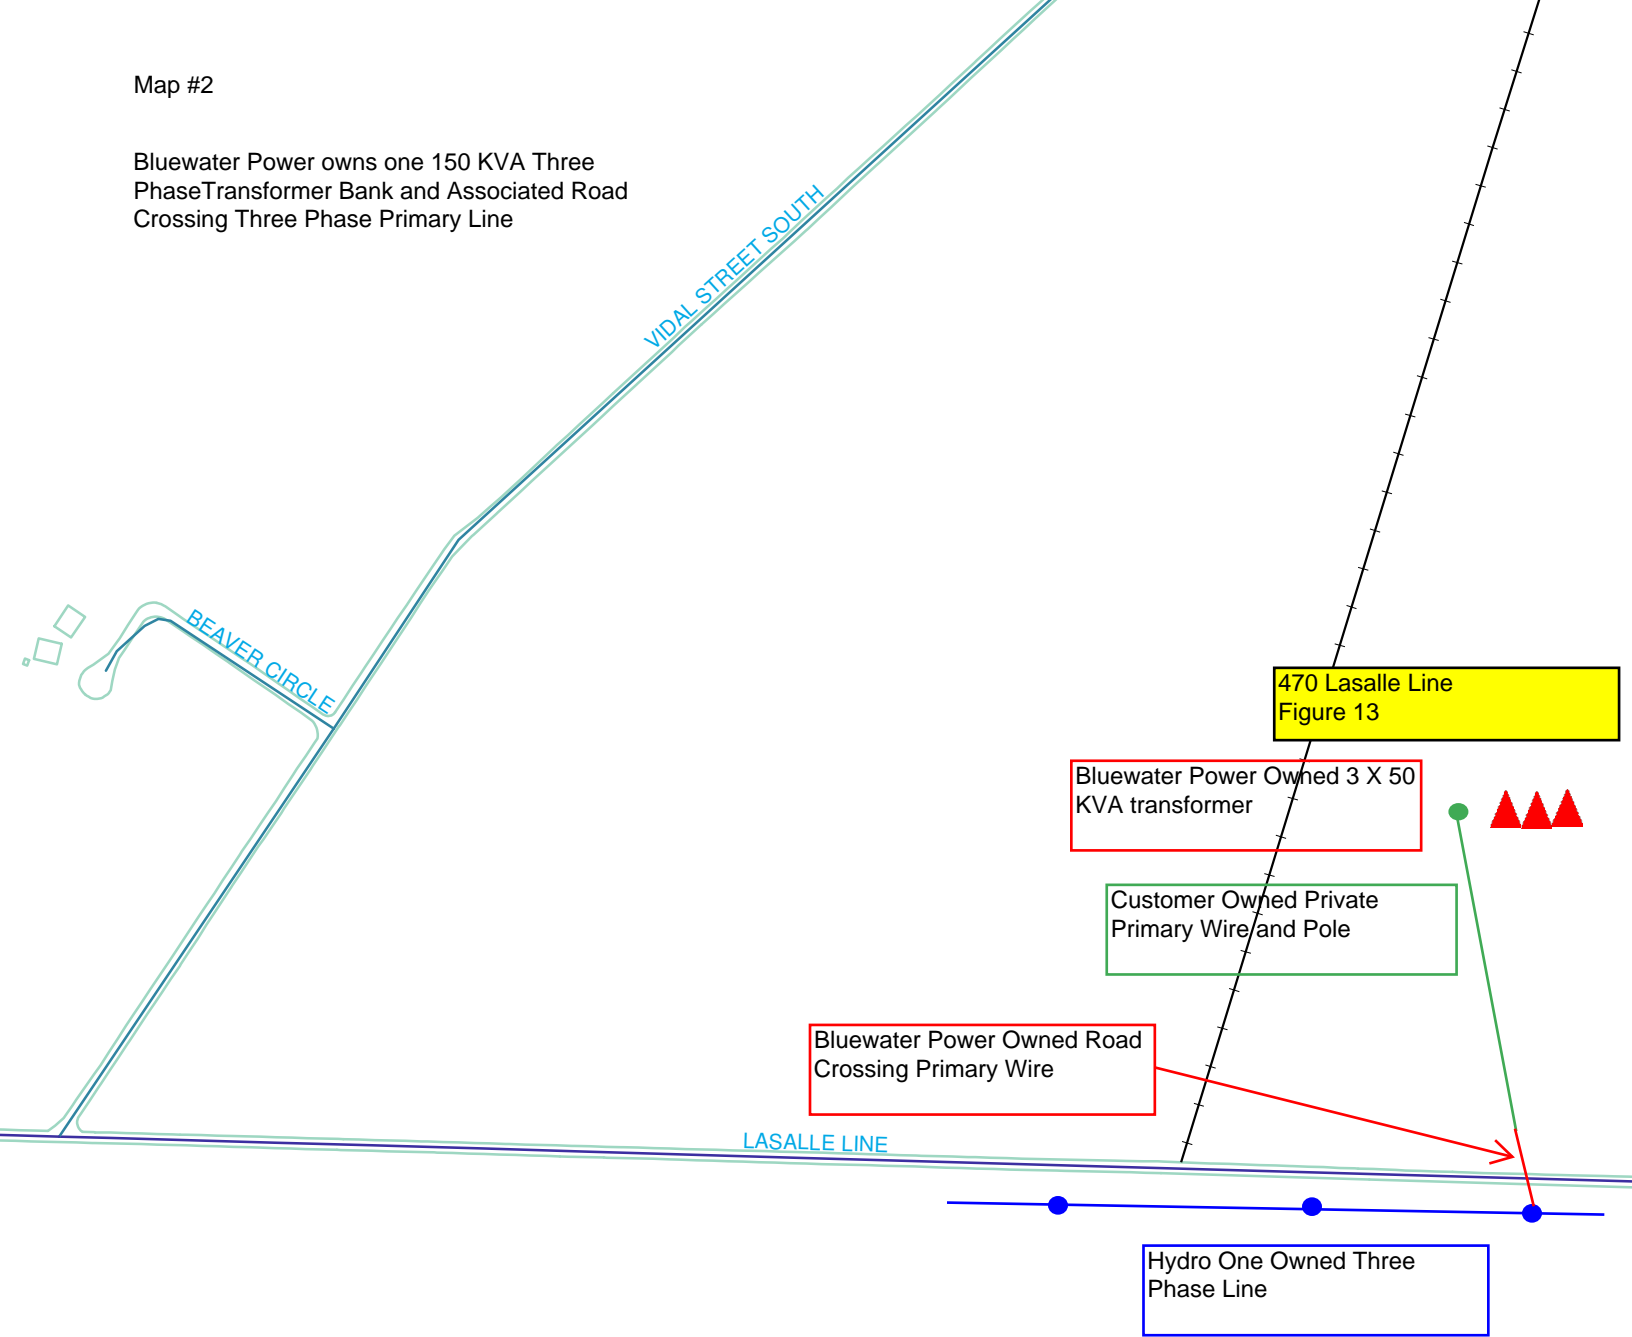 Map #2
Bluewater Power owns one 150 KVA Three
PhaseTransformer Bank and Associated Road
Crossing Three Phase Primary Line
VIDAL STREET SOUTH
BEAVER CIRCLE
470 Lasalle Line
Figure 13
Bluewater Power Owned 3 X 50
KVA transformer
Customer Owned Private
Primary Wire and Pole
Bluewater Power Owned Road
Crossing Primary Wire
LASALLE LINE
Hydro One Owned Three
Phase Line